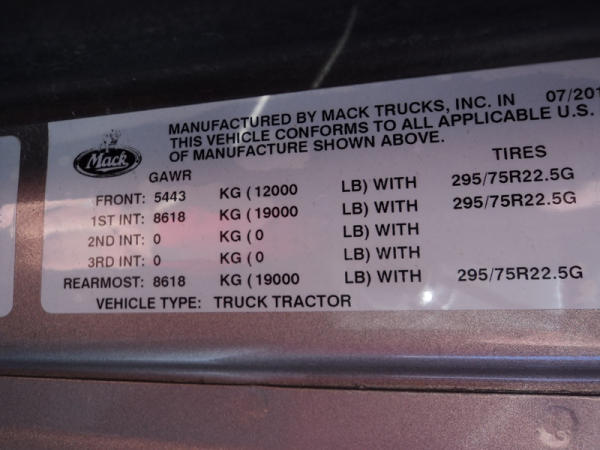 MANUFACTURED BY MACK TRUCKS, INC. IN 07/201
THIS VEHICLE CONFORMS TO ALL APPLICABLE U.S.
OF MANUFACTURE SHOWN ABOVE.
Mack
GAWR TIRES
FRONT: 5443 KG ( 12000 LB) WITH 295/75R22.5G
1ST INT: 8618 KG ( 19000 LB) WITH 295/75R22.5G
2ND INT: 0 KG ( 0 LB) WITH
3RD INT: 0 KG ( 0 LB) WITH
REARMOST: 8618 KG ( 19000 LB) WITH 295/75R22.5G
VEHICLE TYPE: TRUCK TRACTOR